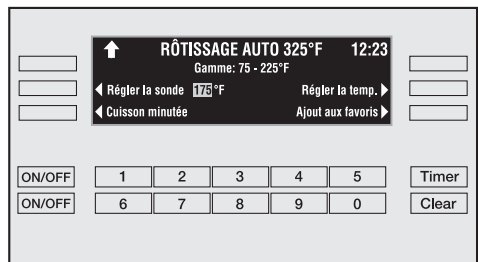 RÔTISSAGE AUTO 325°F 12:23
Gamme: 75 - 225°F
Régler la sonde 175°F Régler la temp.
Cuisson minutée Ajout aux favoris
ON/OFF 1 2 3 4 5 Timer
ON/OFF 6 7 8 9 0 Clear